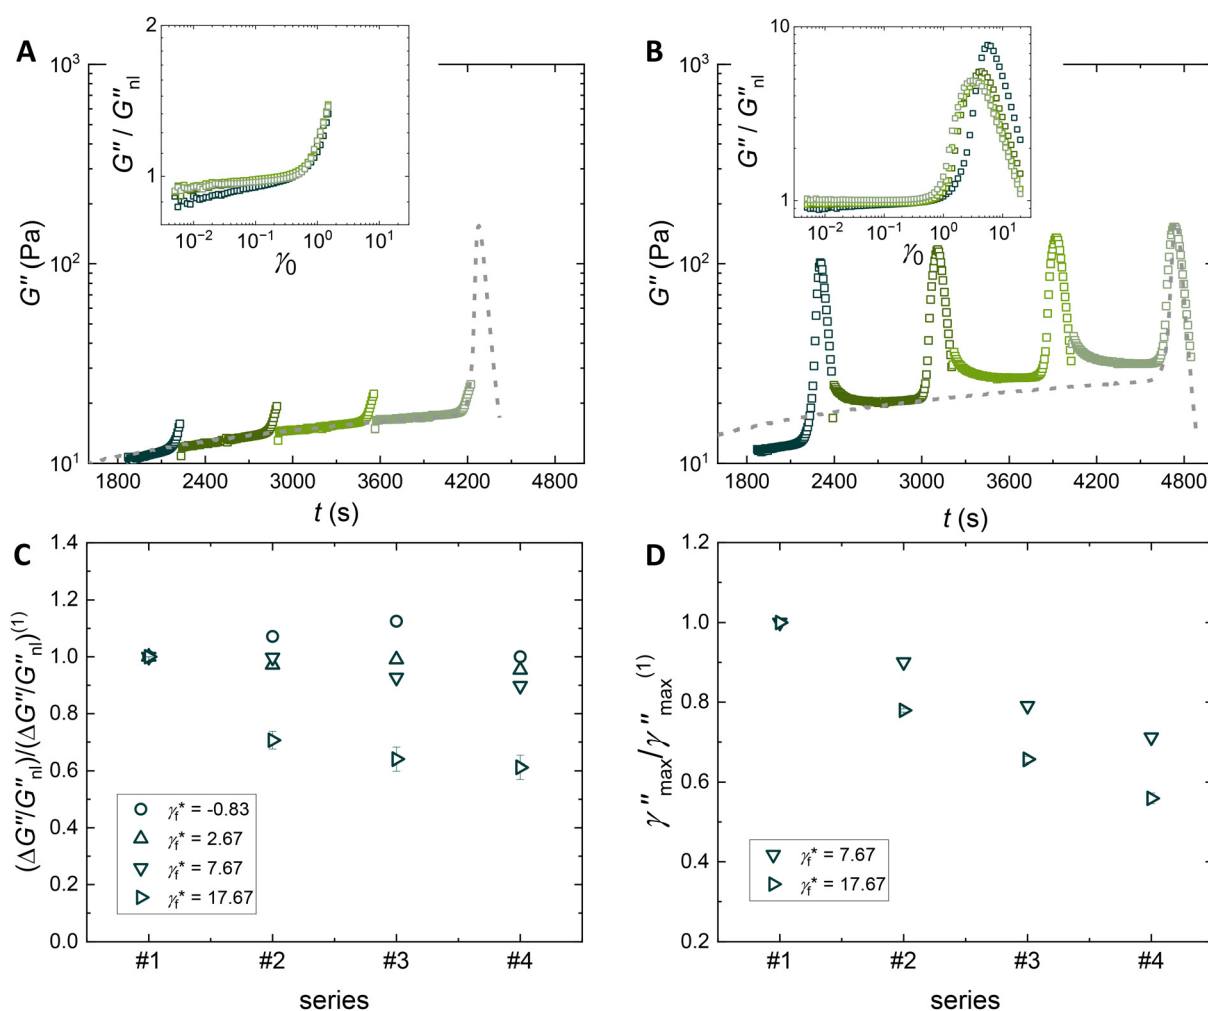 A
10³
10²
10¹
G″ (Pa)
1800 2400 3000 3600 4200 4800
t (s)
2
1
G″ / G″nl
10⁻² 10⁻¹ 10⁰ 10¹
γ₀
B
10³
10²
10¹
G″ (Pa)
1800 2400 3000 3600 4200 4800
t (s)
10
1
G″ / G″nl
10⁻² 10⁻¹ 10⁰ 10¹
γ₀
C
1.4
1.2
1.0
0.8
0.6
0.4
0.2
0.0
(ΔG″/G″nl)/(ΔG″/G″nl)⁽¹⁾
γf* = -0.83
γf* = 2.67
γf* = 7.67
γf* = 17.67
#1 #2 #3 #4
series
D
1.2
1.0
0.8
0.6
0.4
0.2
γ″max/γ″max⁽¹⁾
γf* = 7.67
γf* = 17.67
#1 #2 #3 #4
series